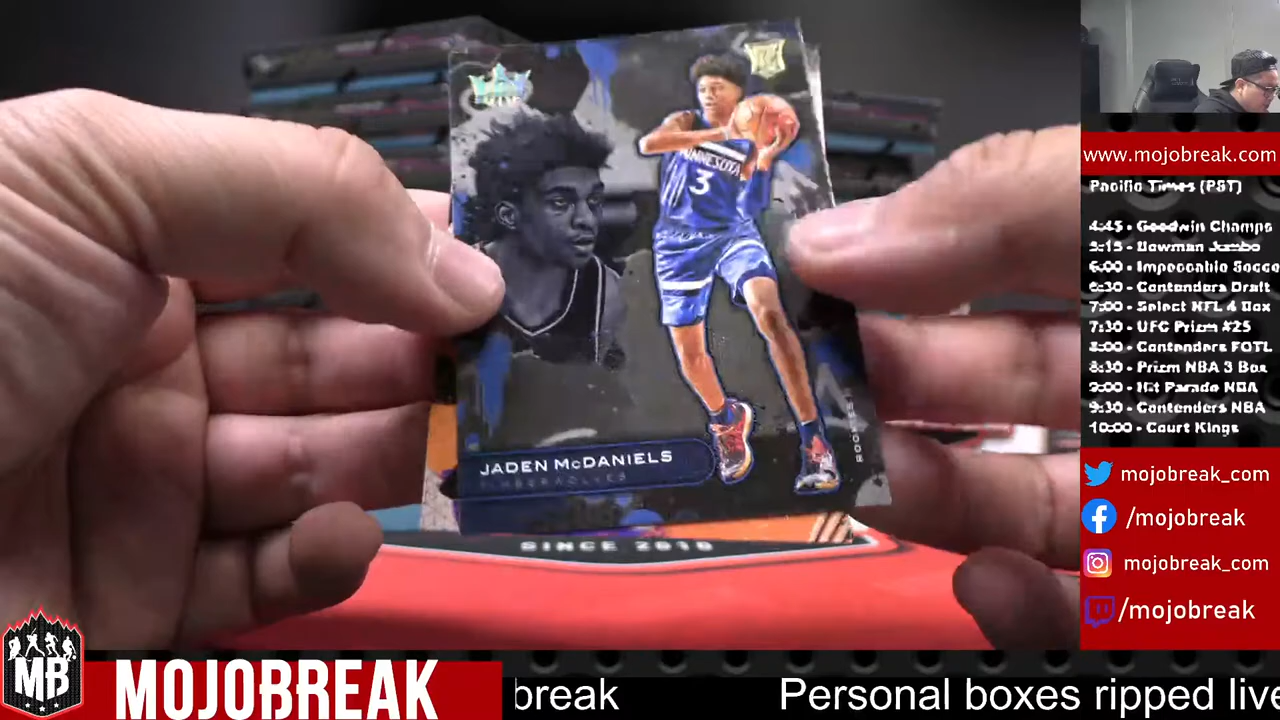 RC
MINNESOTA
3
JADEN McDANIELS
TIMBERWOLVES
SINCE 2010
www.mojobreak.com
Pacific Times (PST)
4:45 - Goodwin Champs
5:15 - Bowman Jumbo
6:00 - Impeccable Socce
6:30 - Contenders Draft
7:00 - Select NFL 4 Box
7:30 - UFC Prizm #25
8:00 - Contenders FOTL
8:30 - Prizm NBA 3 Box
9:00 - Hit Parade NBA
9:30 - Contenders NBA
10:00 - Court Kings
mojobreak_com
/mojobreak
mojobreak_com
/mojobreak
MB
MOJOBREAK
break
Personal boxes ripped live